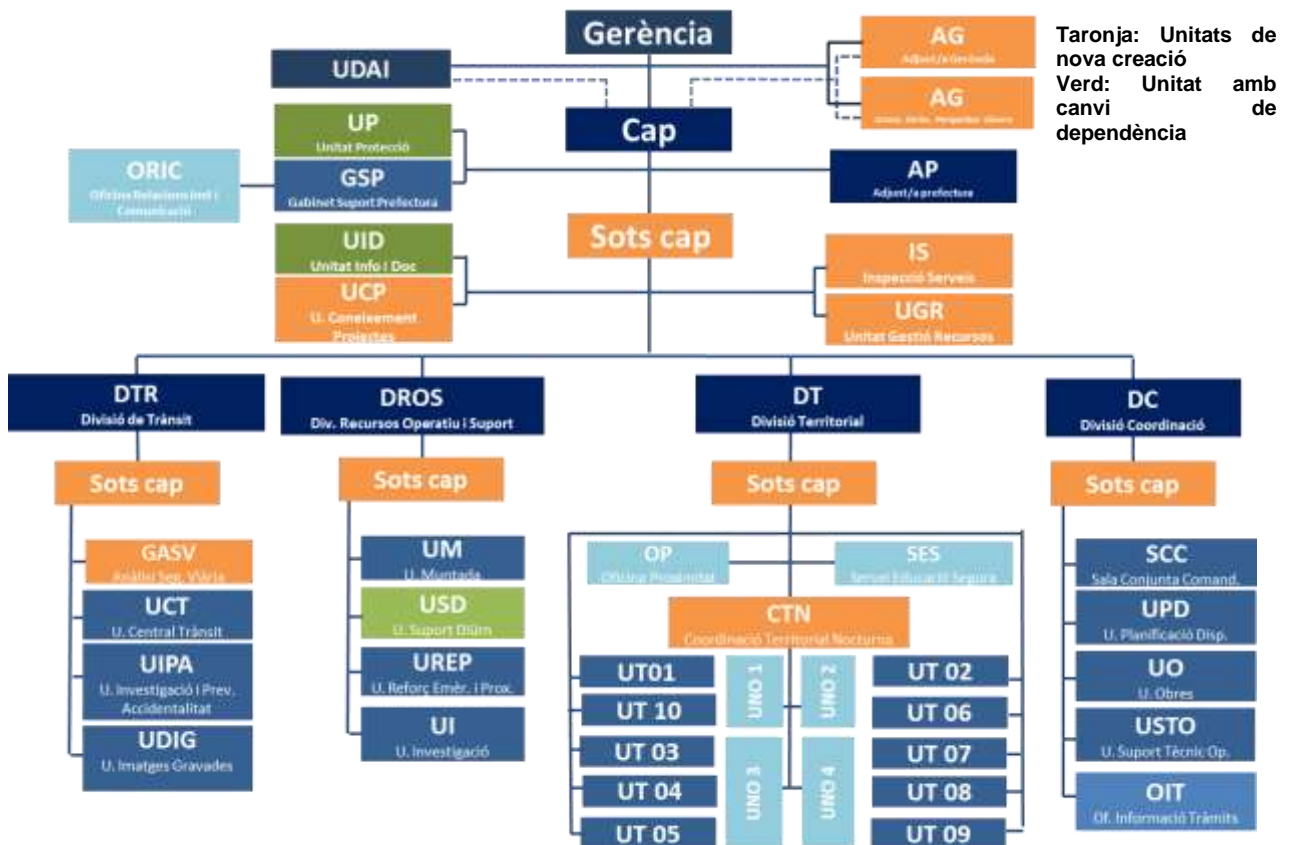 Gerència
AG
Adjunt/a Gerència
Taronja: Unitats de
nova creació
Verd: Unitat amb
canvi de
dependència
UDAI
AG
Cap
UP
Unitat Protecció
ORIC
Oficina Relacions Inst i
Comunicació
GSP
Gabinet Suport Prefectura
AP
Adjunt/a prefectura
Sots cap
UID
Unitat Info i Doc
IS
Inspecció Serveis
UCP
U. Coneixement
Projectes
UGR
Unitat Gestió Recursos
DTR
Divisió de Trànsit
DROS
Div. Recursos Operatiu i Suport
DT
Divisió Territorial
DC
Divisió Coordinació
Sots cap
Sots cap
Sots cap
Sots cap
GASV
Anàlisi Seg. Viària
UCT
U. Central Trànsit
UIPA
U. Investigació i Prev.
Accidentalitat
UDIG
U. Imatges Gravades
UM
U. Muntada
USD
U. Suport Diürn
UREP
U. Reforç Emèr. i Prox.
UI
U. Investigació
OP
Oficina Proximitat
SES
Servei Educació Segura
CTN
Coordinació Territorial Nocturna
UT01
UT 10
UT 03
UT 04
UT 05
UNO 1
UNO 2
UNO 3
UNO 4
UT 02
UT 06
UT 07
UT 08
UT 09
SCC
Sala Conjunta Comand.
UPD
U. Planificació Disp.
UO
U. Obres
USTO
U. Suport Tècnic Op.
OIT
Of. Informació Tràmits